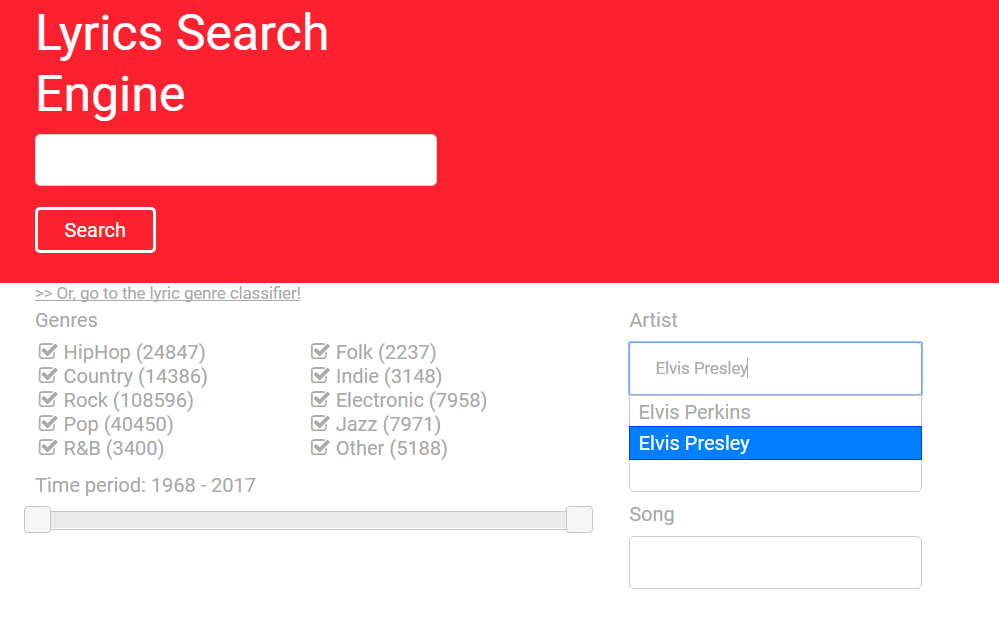 Lyrics Search
Engine
Search
>> Or, go to the lyric genre classifier!
Genres
HipHop (24847)
Country (14386)
Rock (108596)
Pop (40450)
R&B (3400)
Folk (2237)
Indie (3148)
Electronic (7958)
Jazz (7971)
Other (5188)
Time period: 1968 - 2017
Artist
Elvis Presley
Elvis Perkins
Elvis Presley
Song